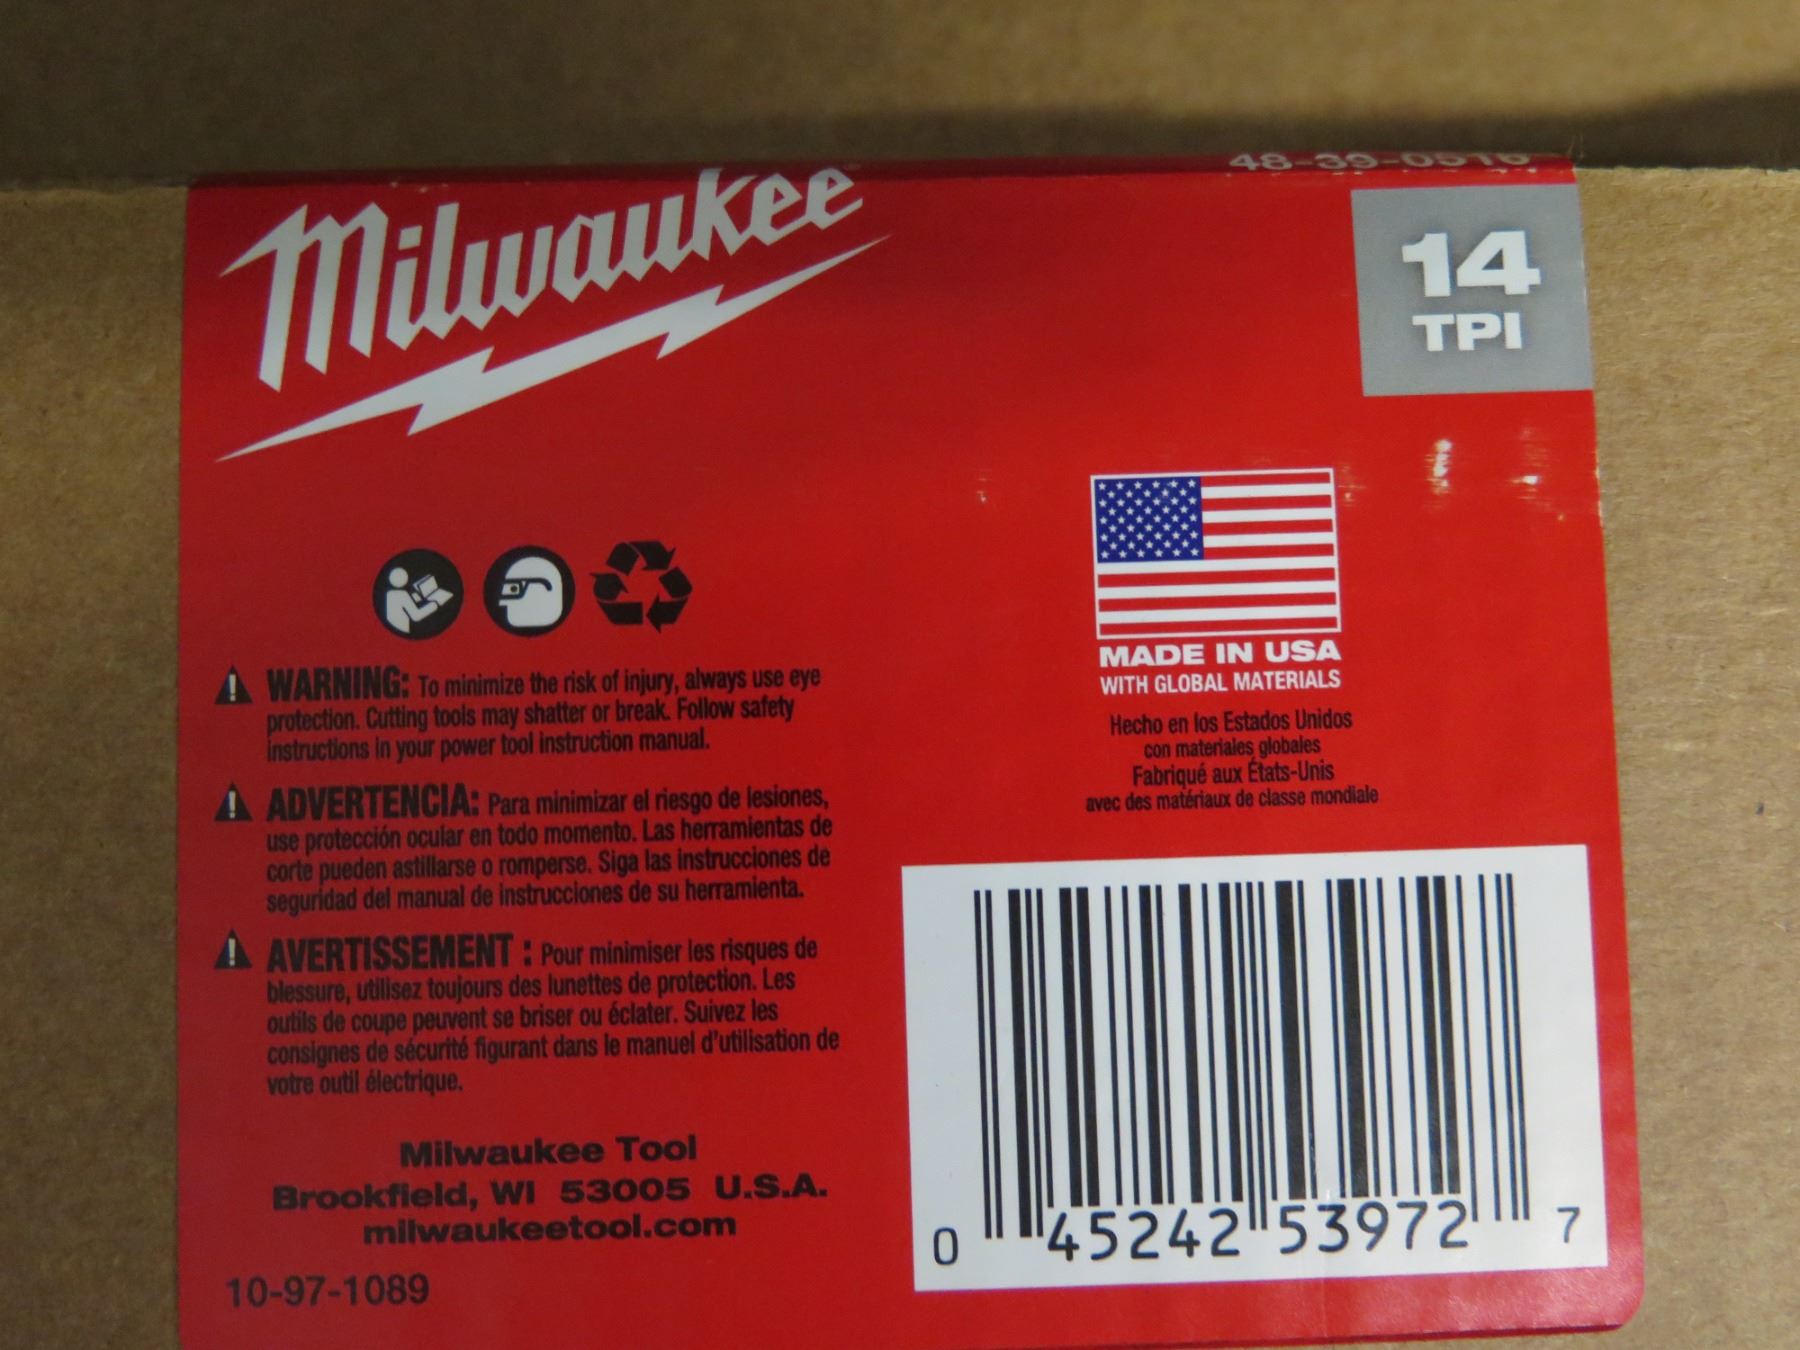 Milwaukee
48-39-0516
14
TPI
MADE IN USA
WITH GLOBAL MATERIALS
Hecho en los Estados Unidos
con materiales globales
Fabriqué aux États-Unis
avec des matériaux de classe mondiale
WARNING: To minimize the risk of injury, always use eye
protection. Cutting tools may shatter or break. Follow safety
instructions in your power tool instruction manual.
ADVERTENCIA: Para minimizar el riesgo de lesiones,
use protección ocular en todo momento. Las herramientas de
corte pueden astillarse o romperse. Siga las instrucciones de
seguridad del manual de instrucciones de su herramienta.
AVERTISSEMENT : Pour minimiser les risques de
blessure, utilisez toujours des lunettes de protection. Les
outils de coupe peuvent se briser ou éclater. Suivez les
consignes de sécurité figurant dans le manuel d'utilisation de
votre outil électrique.
Milwaukee Tool
Brookfield, WI 53005 U.S.A.
milwaukeetool.com
10-97-1089
0 45242 53972 7